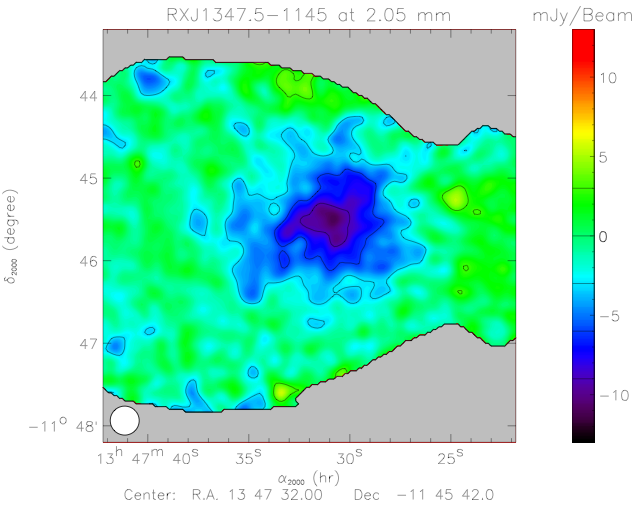 RXJ1347.5-1145 at 2.05 mm
mJy/Beam
10
5
0
-5
-10
δ2000 (degree)
44
45
46
47
-11° 48'
13h 47m 40s
35s
30s
25s
α2000 (hr)
Center: R.A. 13 47 32.00 Dec -11 45 42.0